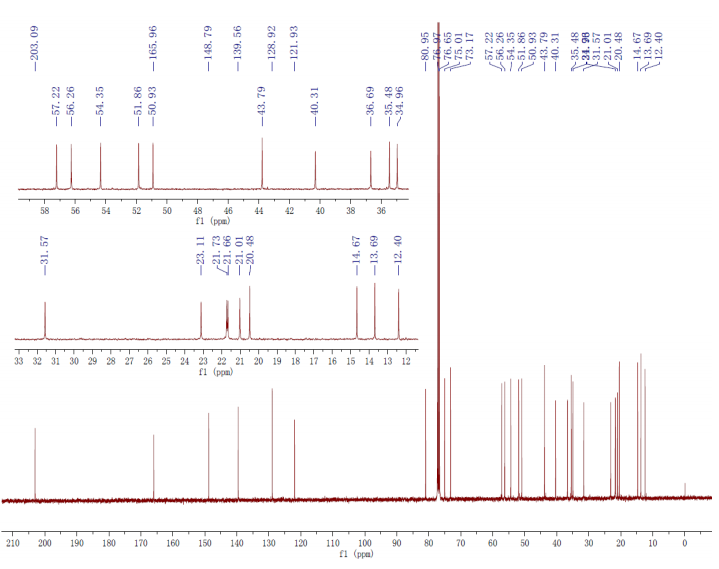 203.09 165.96 148.79 139.56 128.92 121.93 80.95 76.97 76.65 75.01 73.17 57.22 56.26 54.35 51.86 50.93 43.79 40.31 35.48 31.57 21.01 20.48 14.67 13.69 12.40
57.22 56.26 54.35 51.86 50.93 43.79 40.31 36.69 35.48 34.96
58 56 54 52 50 48 46 44 42 40 38 36
f1 (ppm)
31.57 23.11 21.73 21.66 21.01 20.48 14.67 13.69 12.40
33 32 31 30 29 28 27 26 25 24 23 22 21 20 19 18 17 16 15 14 13 12
f1 (ppm)
210 200 190 180 170 160 150 140 130 120 110 100 90 80 70 60 50 40 30 20 10 0
f1 (ppm)